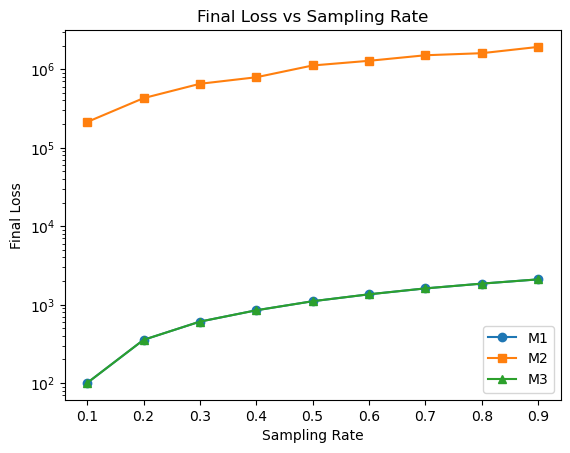 Final Loss vs Sampling Rate
Final Loss
10^6
10^5
10^4
10^3
10^2
0.1 0.2 0.3 0.4 0.5 0.6 0.7 0.8 0.9
Sampling Rate
M1
M2
M3